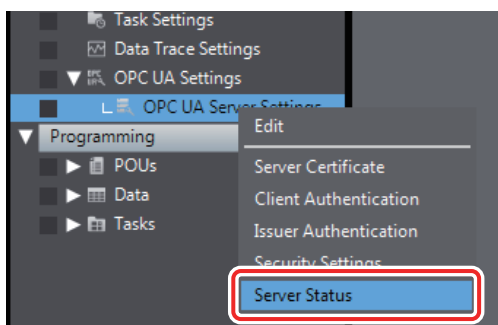 Task Settings
Data Trace Settings
OPC UA Settings
OPC UA Server Settings
Edit
Programming
POUs
Server Certificate
Data
Client Authentication
Tasks
Issuer Authentication
Security Settings
Server Status